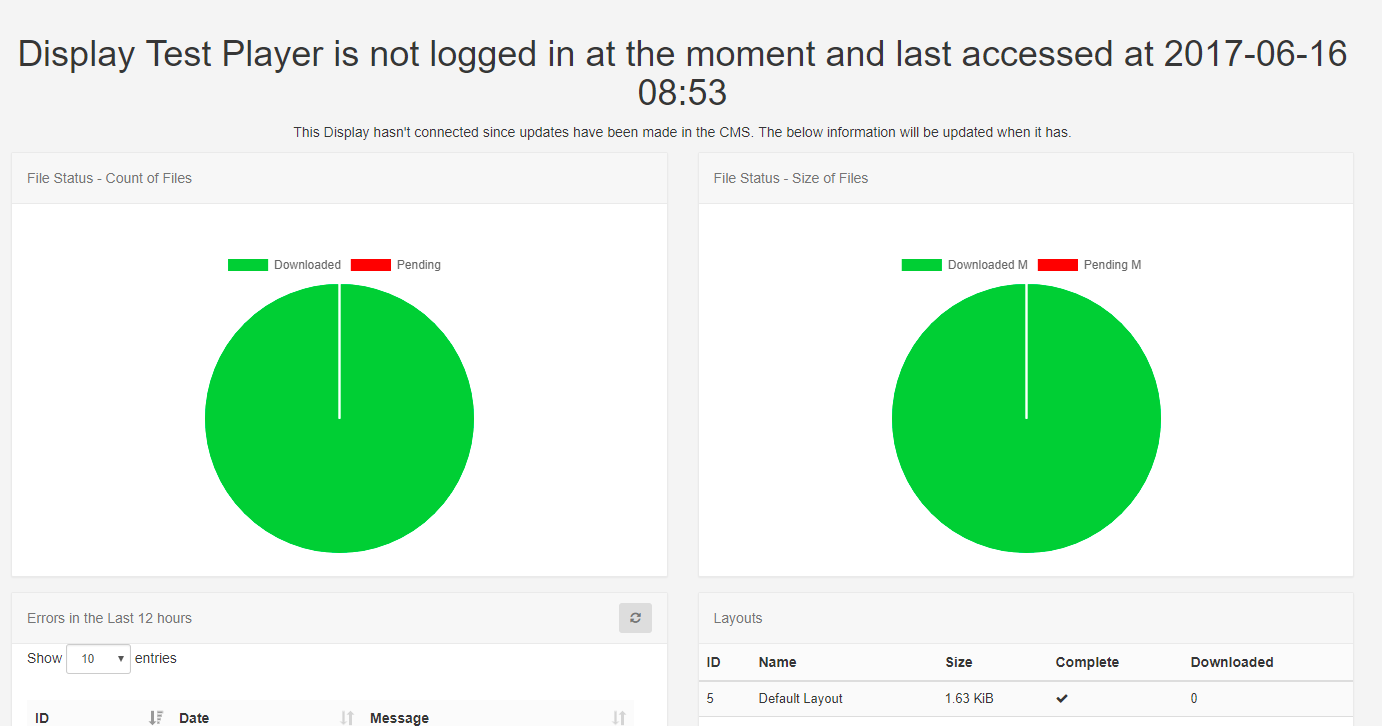 Display Test Player is not logged in at the moment and last accessed at 2017-06-16
08:53
This Display hasn't connected since updates have been made in the CMS. The below information will be updated when it has.
File Status - Count of Files
File Status - Size of Files
Downloaded Pending
Downloaded M Pending M
Errors in the Last 12 hours
Layouts
Show 10 entries
ID Name Size Complete Downloaded
5 Default Layout 1.63 KiB 0
ID Date Message